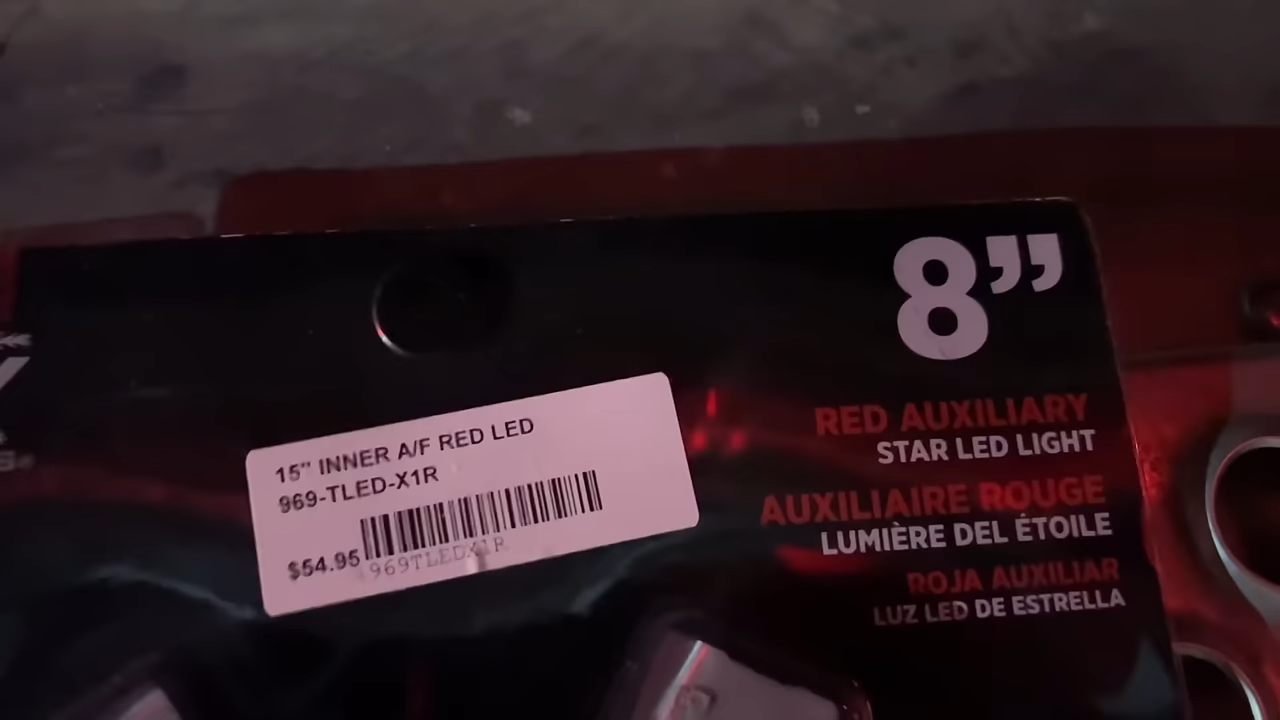 8”
RED AUXILIARY
STAR LED LIGHT
AUXILIAIRE ROUGE
LUMIÈRE DEL ÉTOILE
ROJA AUXILIAR
LUZ LED DE ESTRELLA
15" INNER A/F RED LED
969-TLED-X1R
$54.95
969TLEDX1R